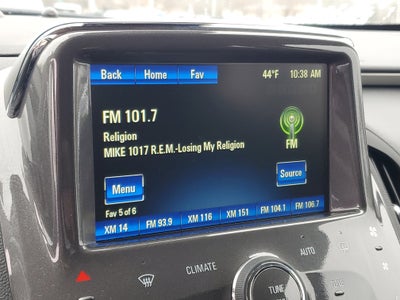 Back Home Fav 44°F 10:38 AM
FM 101.7
Religion
MIKE 1017 R.E.M.-Losing My Religion
FM
Menu
Source
Fav 5 of 6
XM 14 FM 93.9 XM 116 XM 151 FM 104.1 FM 106.7
AUTO
CLIMATE
TUNE